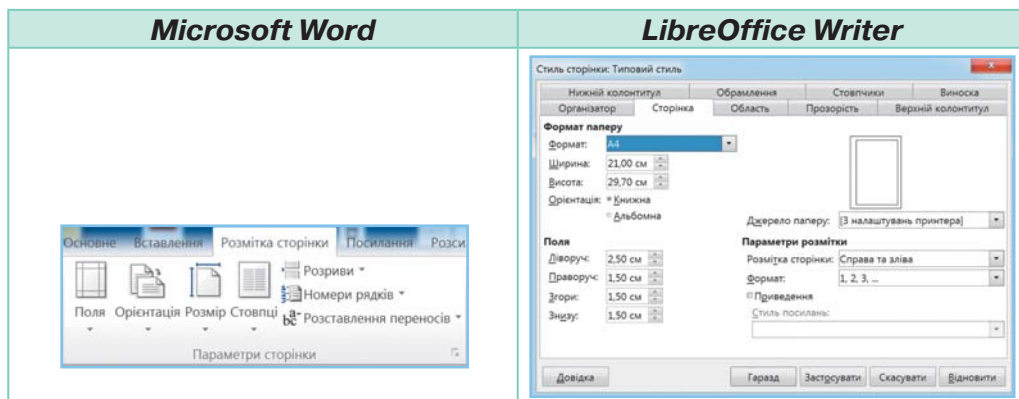 Microsoft Word
LibreOffice Writer
Основне Вставлення Розмітка сторінки Посилання Розси
Розриви
Номери рядків
Розставлення переносів
Поля Орієнтація Розмір Стовпці
Параметри сторінки
Стиль сторінки: Типовий стиль
Нижній колонтитул Обрамлення Стовпчики Виноска
Організатор Сторінка Область Прозорість Верхній колонтитул
Формат паперу
Формат: A4
Ширина: 21,00 см
Висота: 29,70 см
Орієнтація: Книжна
Альбомна
Джерело паперу: [З налаштувань принтера]
Поля
Ліворуч: 2,50 см
Праворуч: 1,50 см
Згори: 1,50 см
Знизу: 1,50 см
Параметри розмітки
Розмітка сторінки: Справа та зліва
Формат: 1, 2, 3, ...
Приведення
Стиль посилань:
Довідка Гаразд Застосувати Скасувати Відновити